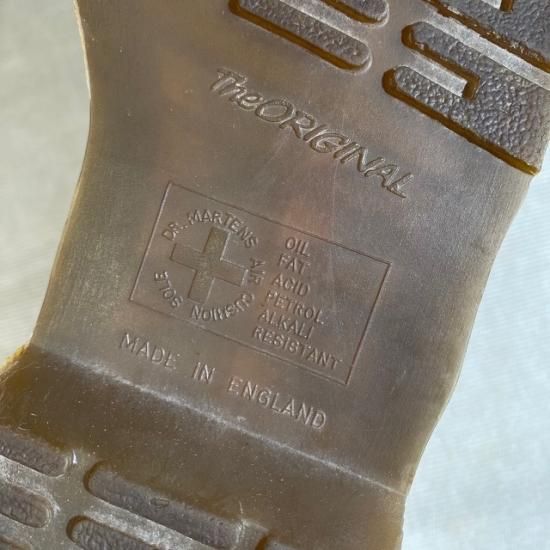 The ORIGINAL
DR. MARTENS AIR CUSHION SOLE
OIL
FAT
ACID
PETROL
ALKALI
RESISTANT
MADE IN ENGLAND